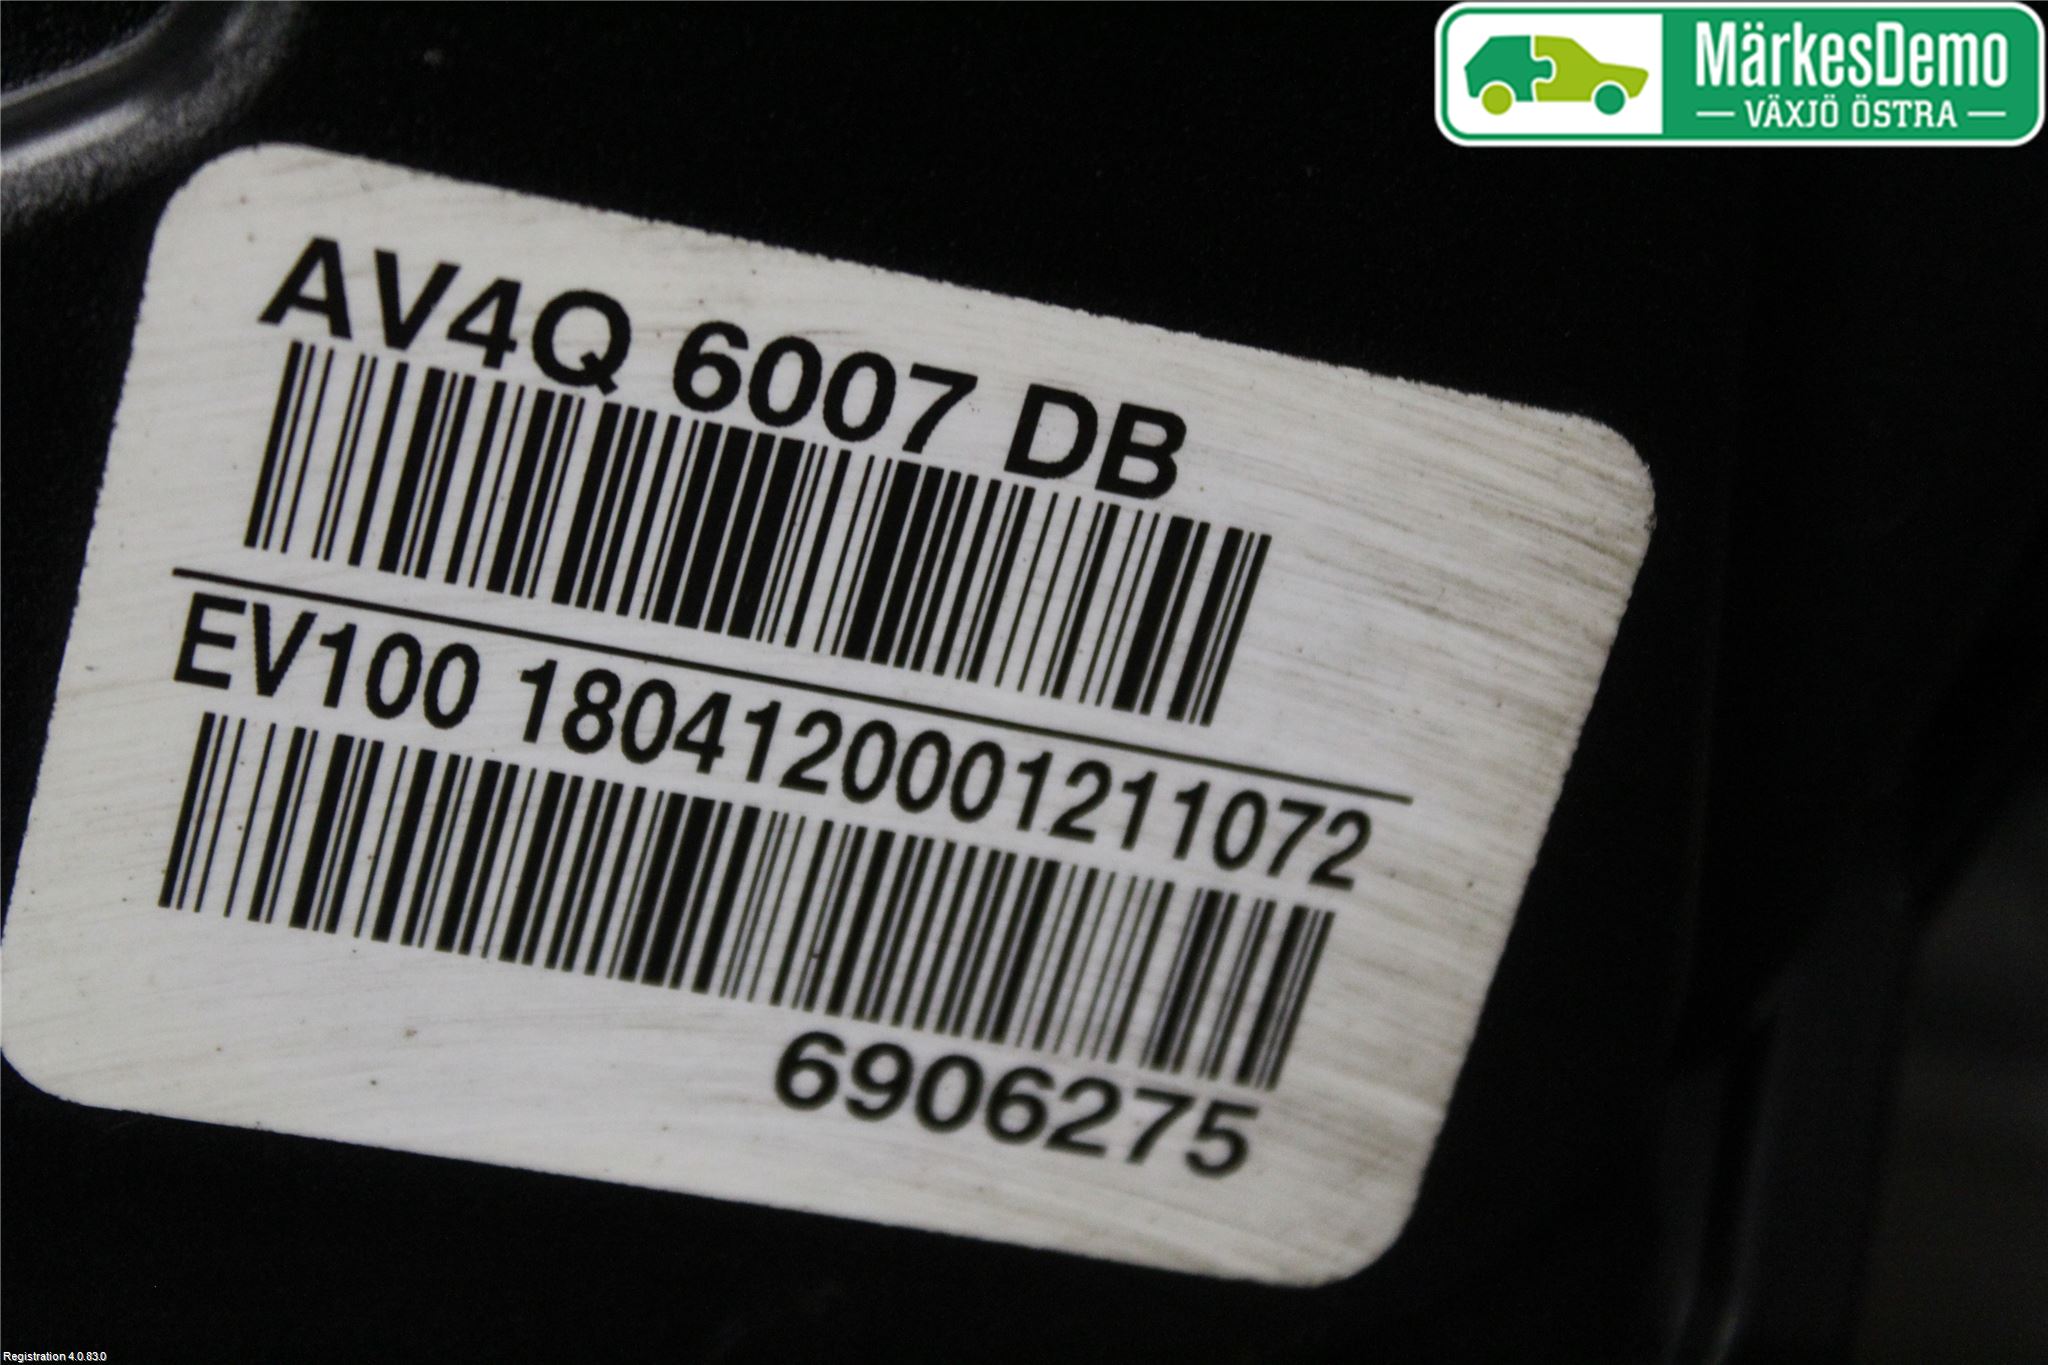 MärkesDemo
VÄXJÖ ÖSTRA
AV4Q 6007 DB
EV100 1804120001211072
6906275
Registration 4.0.83.0